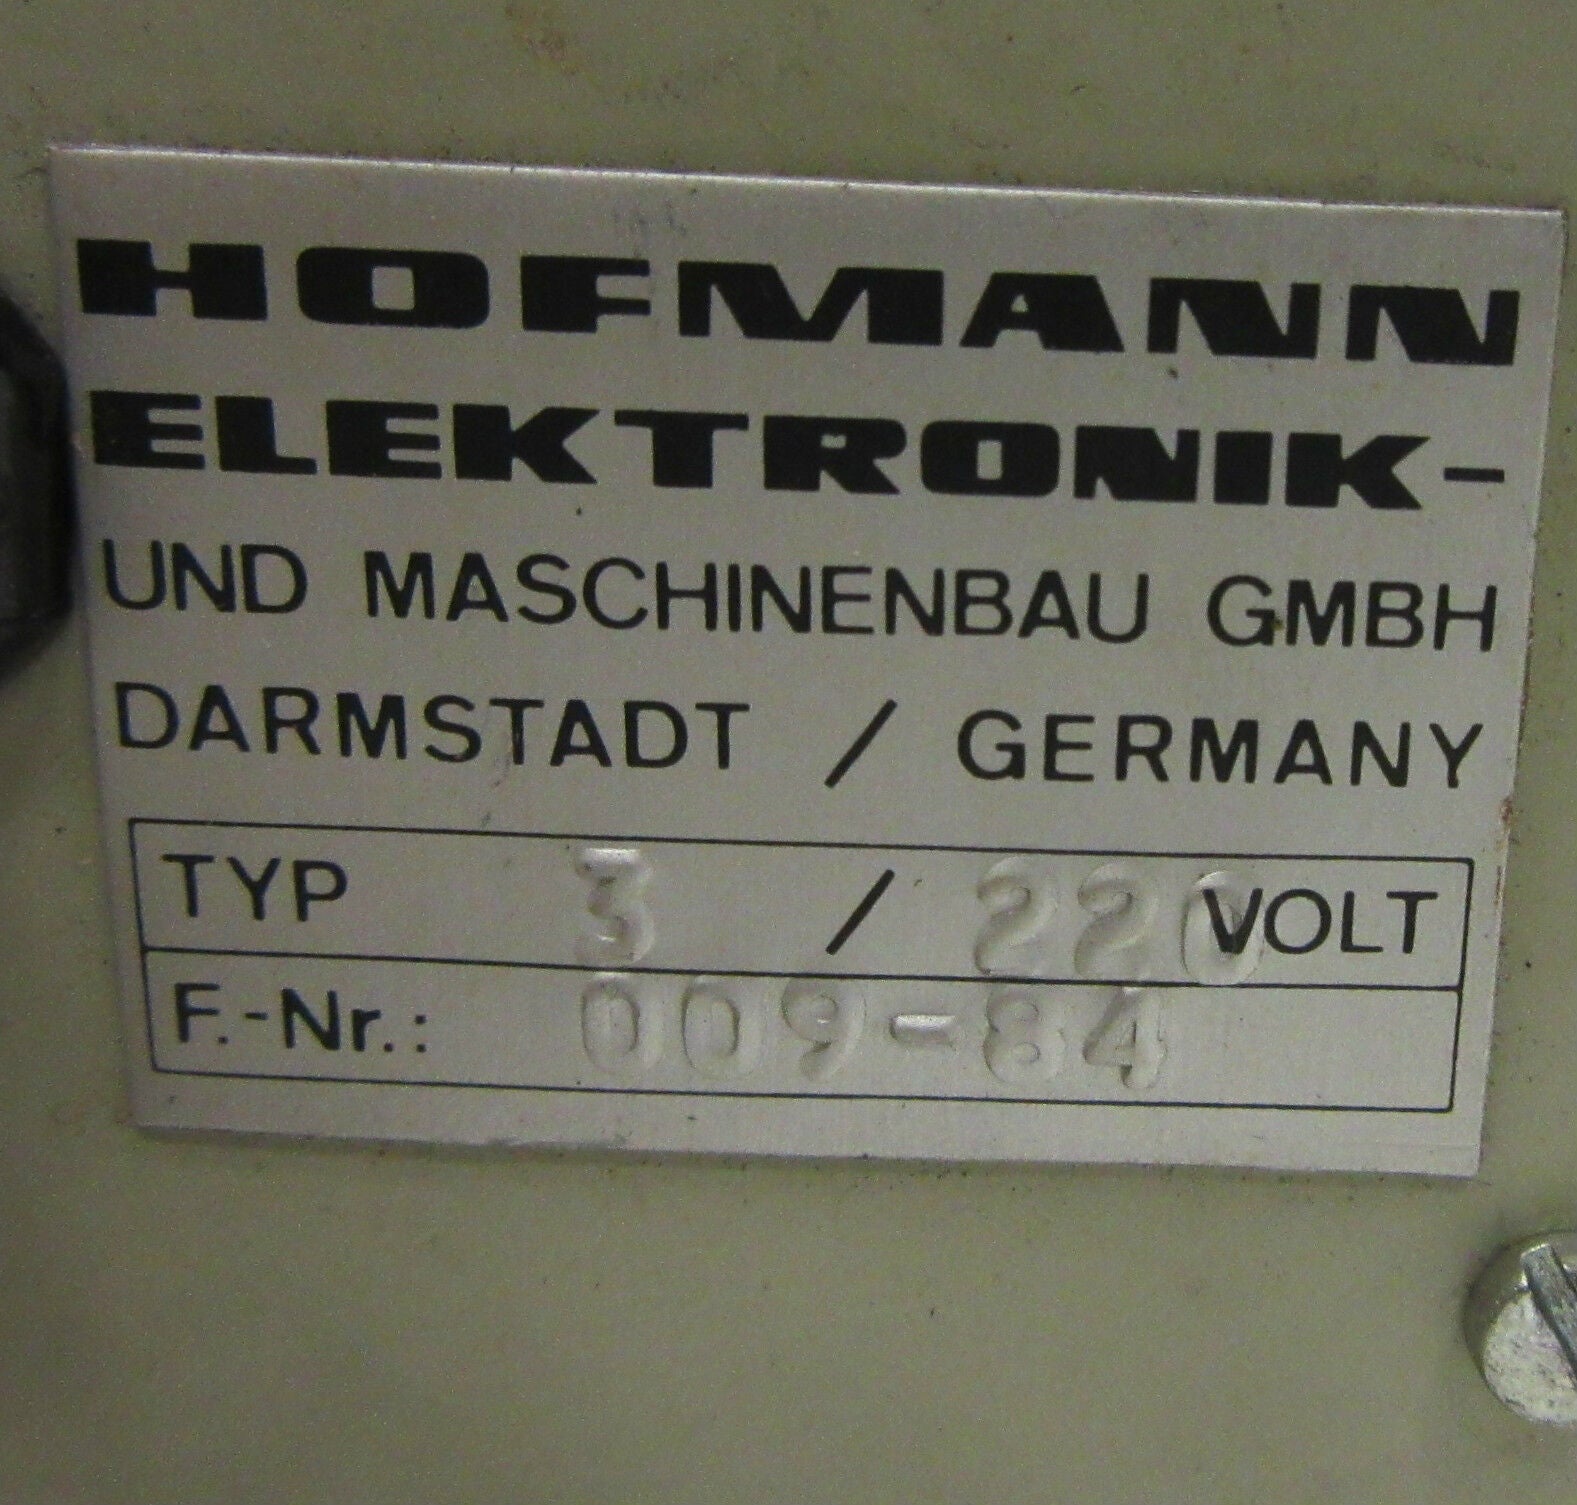 HOFMANN
ELEKTRONIK-
UND MASCHINENBAU GMBH
DARMSTADT / GERMANY
TYP 3 / 220 VOLT
F.-Nr.: 009-84